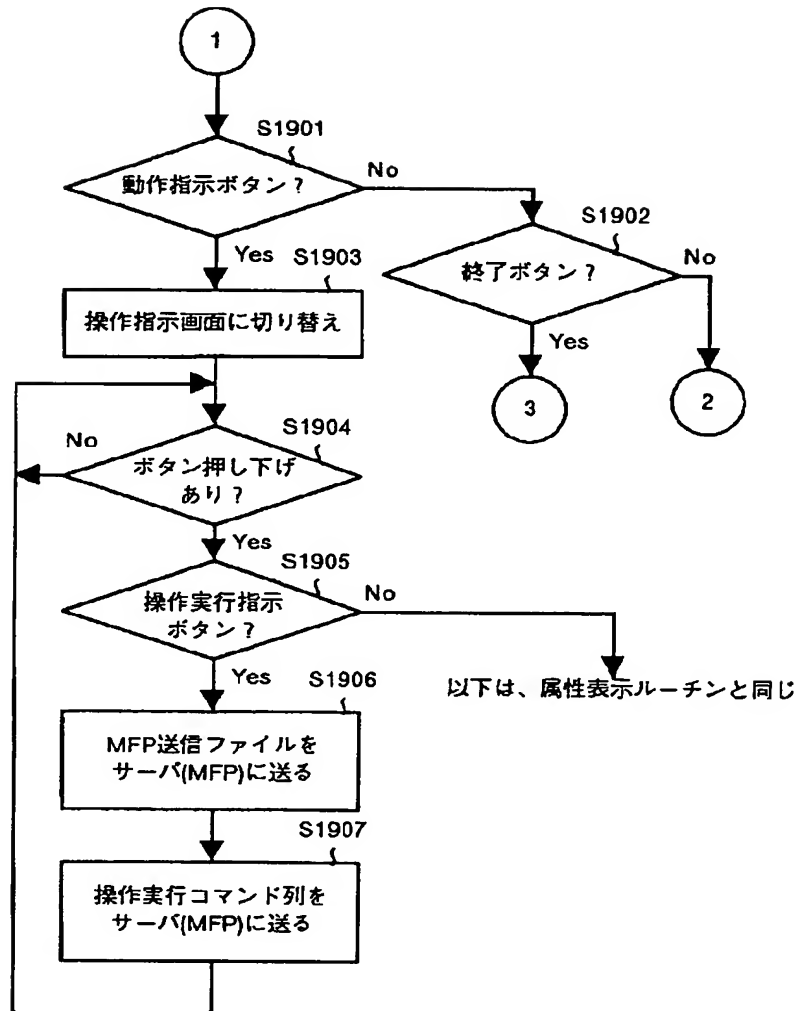 1
S1901
動作指示ボタン？
No
Yes
S1902
終了ボタン？
No
Yes
3
2
S1903
操作指示画面に切り替え
S1904
No
ボタン押し下げ
あり？
Yes
S1905
操作実行指示
ボタン？
No
Yes
以下は、属性表示ルーチンと同じ
S1906
MFP送信ファイルを
サーバ(MFP)に送る
S1907
操作実行コマンド列を
サーバ(MFP)に送る